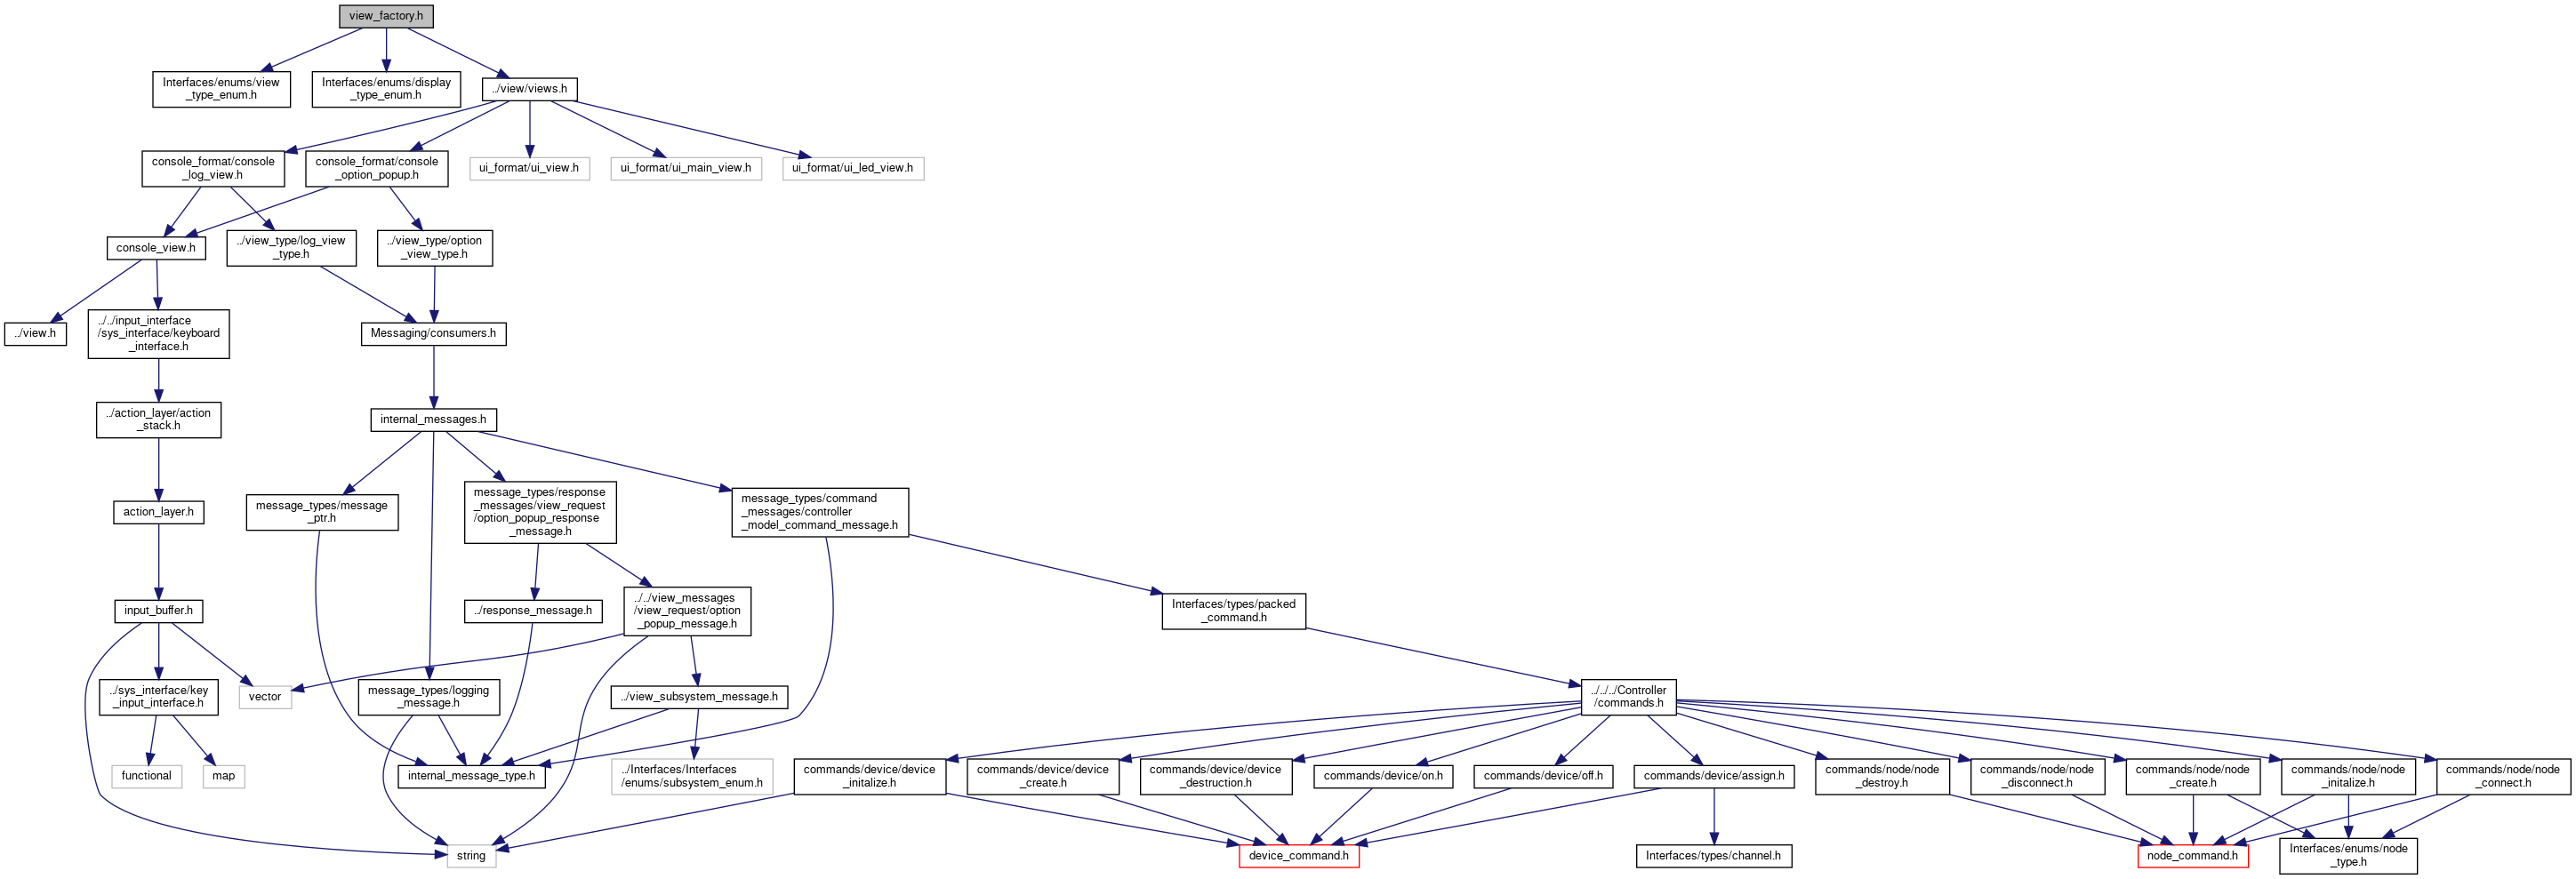 view_factory.h
Interfaces/enums/view
_type_enum.h
Interfaces/enums/display
_type_enum.h
../view/views.h
console_format/console
_log_view.h
console_format/console
_option_popup.h
ui_format/ui_view.h
ui_format/ui_main_view.h
ui_format/ui_led_view.h
console_view.h
../view_type/log_view
_type.h
../view_type/option
_view_type.h
../view.h
../../input_interface
/sys_interface/keyboard
_interface.h
Messaging/consumers.h
../action_layer/action
_stack.h
internal_messages.h
action_layer.h
message_types/message
_ptr.h
message_types/response
_messages/view_request
/option_popup_response
_message.h
message_types/command
_messages/controller
_model_command_message.h
input_buffer.h
../response_message.h
../../view_messages
/view_request/option
_popup_message.h
Interfaces/types/packed
_command.h
../sys_interface/key
_input_interface.h
vector
message_types/logging
_message.h
../view_subsystem_message.h
../../../Controller
/commands.h
functional
map
internal_message_type.h
../Interfaces/Interfaces
/enums/subsystem_enum.h
commands/device/device
_initalize.h
commands/device/device
_create.h
commands/device/device
_destruction.h
commands/device/on.h
commands/device/off.h
commands/device/assign.h
commands/node/node
_destroy.h
commands/node/node
_disconnect.h
commands/node/node
_create.h
commands/node/node
_initalize.h
commands/node/node
_connect.h
string
device_command.h
Interfaces/types/channel.h
node_command.h
Interfaces/enums/node
_type.h